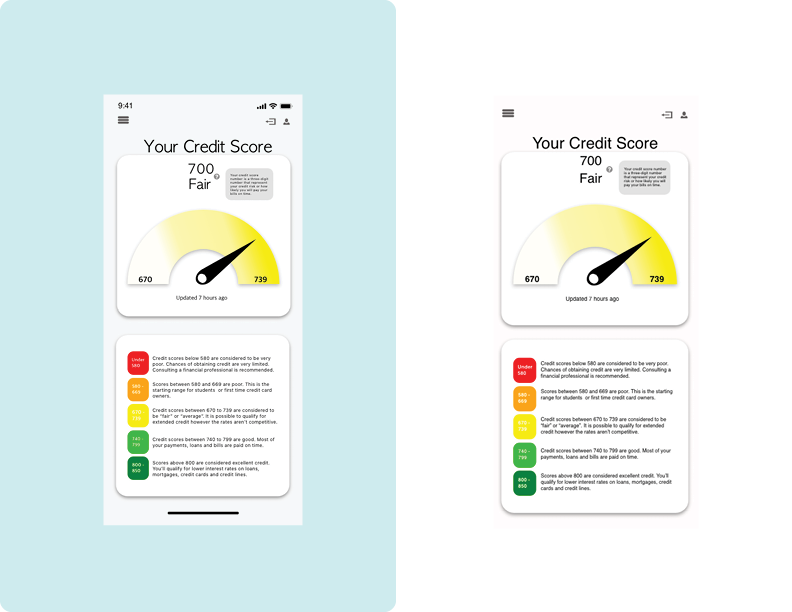 9:41
Your Credit Score
700
Fair
?
Your credit score
number is a three-digit
number that represent
your credit risk or how
likely you will
pay your
bills on time.
670
739
Updated 7 hours ago
Under
580
Credit scores below 580 are considered to be very
poor. Chances of obtaining credit are very limited.
Consulting a financial professional is recommended.
580 -
669
Scores between 580 and 669 are poor. This is the
starting range for students or first time credit card
owners.
670 -
739
Credit scores between 670 to 739 are considered to
be "fair" or "average". It is possible to qualify for
extended credit however the rates aren't competitive.
740 -
799
Credit scores between 740 to 799 are good. Most of
your payments, loans and bills are paid on time.
800 -
850
Scores above 800 are considered excellent credit.
You'll qualify for lower interest rates on loans,
mortgages, credit cards and credit lines.
Your Credit Score
700
Fair
?
Your credit score number
is a three-digit number
that represent your credit
risk or how likely you will
pay your bills on time.
670
739
Updated 7 hours ago
Under
580
Credit scores below 580 are considered to be very poor.
Chances of obtaining credit are very limited. Consulting a
financial professional is recommended.
580 -
669
Scores between 580 and 669 are poor. This is the starting
range for students or first time credit card owners.
670 -
739
Credit scores between 670 to 739 are considered to be
"fair" or "average". It is possible to qualify for extended
credit however the rates aren't competitive.
740 -
799
Credit scores between 740 to 799 are good. Most of your
payments, loans and bills are paid on time.
800 -
850
Scores above 800 are considered excellent credit. You'll
qualify for lower interest rates on loans, mortgages, credit
cards and credit lines.